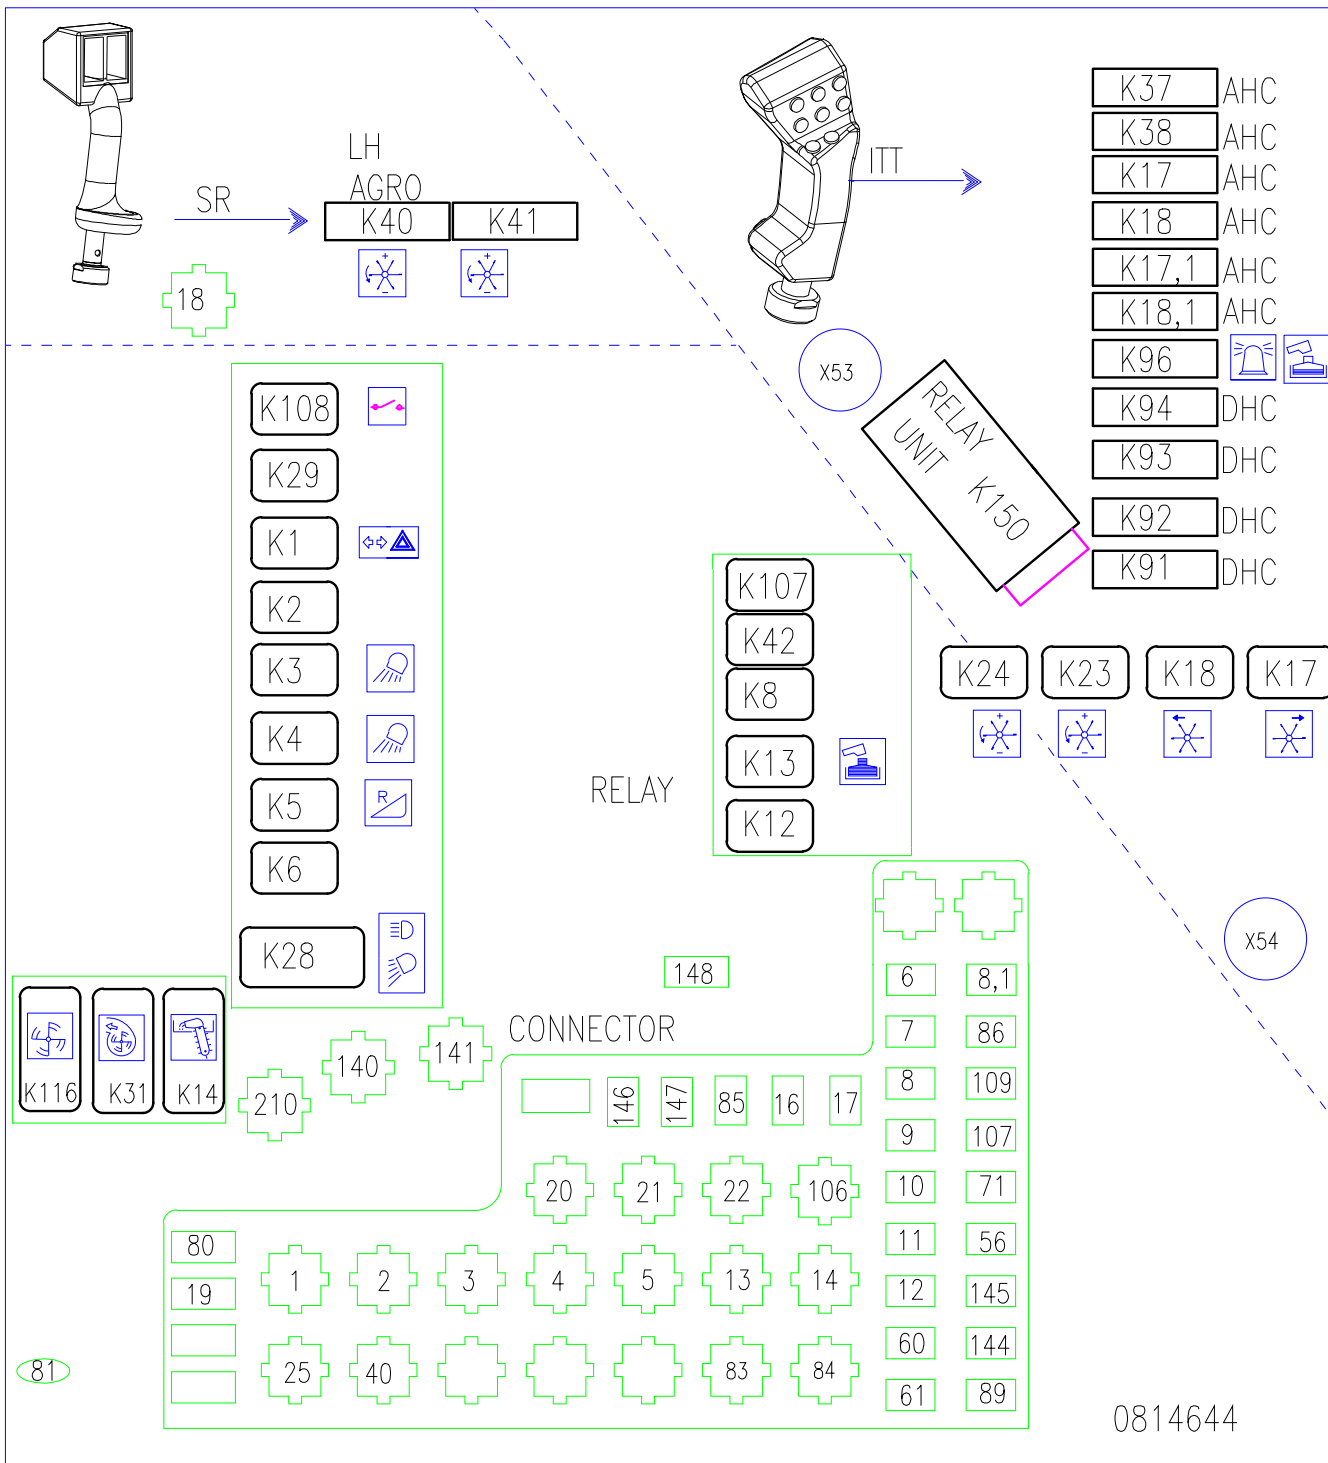 LH
AGRO
SR
K40 K41
18
ITT
K37 AHC
K38 AHC
K17 AHC
K18 AHC
K17,1 AHC
K18,1 AHC
K96
K94 DHC
K93 DHC
K92 DHC
K91 DHC
X53
RELAY
UNIT K150
K24 K23 K18 K17
X54
K108
K29
K1
K2
K3
K4
K5
R
K6
K28
RELAY
K107
K42
K8
K13
K12
K116 K31 K14
210
140
141
148
CONNECTOR
146 147 85 16 17
20 21 22 106
80
19
1 2 3 4 5 13 14
25 40 83 84
81
6 8,1
7 86
8 109
9 107
10 71
11 56
12 145
60 144
61 89
0814644